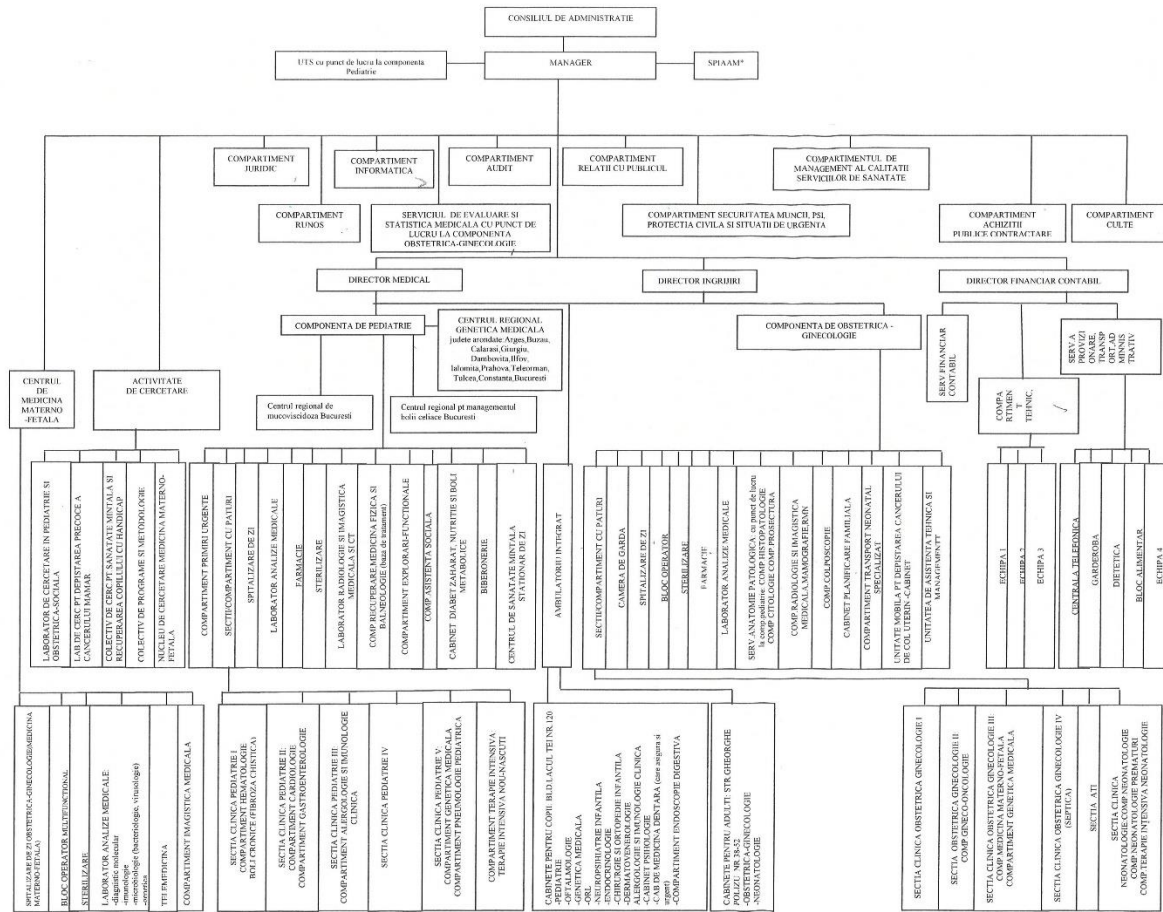 CONSILIUL DE ADMINISTRATIE
UTS cu punct de lucru la componenta
Pediatrie
MANAGER
SPIAAM*
COMPARTIMENT
JURIDIC
COMPARTIMENT
INFORMATICA
COMPARTIMENT
AUDIT
COMPARTIMENT
RELATII CU PUBLICUL
COMPARTIMENTUL DE
MANAGEMENT AL CALITATII
SERVICIILOR DE SANATATE
COMPARTIMENT
RUNOS
SERVICIUL DE EVALUARE SI
STATISTICA MEDICALA CU PUNCT DE
LUCRU LA COMPONENTA
OBSTETRICA-GINECOLOGIE
COMPARTIMENT SECURITATEA MUNCII, PSI,
PROTECTIA CIVILA SI SITUATII DE URGENTA
COMPARTIMENT
ACHIZITII
PUBLICE CONTRACTARE
COMPARTIMENT
CULTE
DIRECTOR MEDICAL
DIRECTOR INGRIJIRI
DIRECTOR FINANCIAR CONTABIL
COMPONENTA DE PEDIATRIE
CENTRUL REGIONAL
GENETICA MEDICALA
judete arondate:Arges,Buzau,
Calarasi,Giurgiu,
Dambovita,Ilfov,
Ialomita,Prahova,Teleorman,
Tulcea,Constanta,Bucuresti
COMPONENTA DE OBSTETRICA -
GINECOLOGIE
SERV FINANCIAR
CONTABIL
SERV.A
PROVIZI
ONARE,
TRANSP
ORT,AD
MINNIS
TRATIV
CENTRUL
DE
MEDICINA
MATERNO
-FETALA
ACTIVITATE
DE CERCETARE
Centrul regional de
mucoviscidoza Bucuresti
Centrul regional pt managementul
bolii celiace Bucuresti
COMPA
RTIMEN
T
TEHNIC,
LABORATOR DE CERCETARE IN PEDIATRIE SI
OBSTETRICA-SOCIALA
LAB DE CERC. PT DEPISTAREA PRECOCE A
CANCERULUI MAMAR
COLECTIV DE CERC.PT SANATATE MINTALA SI
RECUPERAREA COPILULUI CU HANDICAP
COLECTIV DE PROGRAME SI METODOLOGIE
NUCLEU DE CERCETARE MEDICINA MATERNO-
FETALA
COMPARTIMENT PRIMIRI URGENTE
SECTII/COMPARTIMENT CU PATURI
SPITALIZARE DE ZI
LABORATOR ANALIZE MEDICALE
FARMACIE
STERILIZARE
LABORATOR RADIOLOGIE SI IMAGISTICA
MEDICALA SI CT
COMP.RECUPERARE,MEDICINA FIZICA SI
BALNEOLOGIE (baza de tratament)
COMPARTIMENT EXPLORARI-FUNCTIONALE
COMP ASISTENTA SOCIALA
CABINET DIABET ZAHARAT, NUTRITIE SI BOLI
METABOLICE
BIBERONERIE
CENTRUL DE SANATATE MINTALA
STATIONAR DE ZI
AMBULATORIU INTEGRAT
SECTII/COMPARTIMENT CU PATURI
CAMERA DE GARDA
SPITALIZARE DE ZI
BLOC OPERATOR
STERILIZARE
FARMACIE
LABORATOR ANALIZE MEDICALE
SERV ANATOMIE PATOLOGICA cu punct de lucru
la comp pediatrie: COMP HISTOPATOLOGIE
COMP CITOLOGIE COMP.PROSECTURA
COMP.RADIOLOGIE SI IMAGISTICA
MEDICALA,MAMOGRAFIE,RMN
COMP COLPOSCOPIE
CABINET PLANIFICARE FAMILIALA
COMPARTIMENT TRANSPORT NEONATAL
SPECIALIZAT
UNITATE MOBILA PT DEPISTAREA CANCERULUI
DE COL UTERIN -CABINET
UNITATEA DE ASISTENTA TEHNICA SI
MANAGEMENTT
ECHIPA 1
ECHIPA 2
ECHIPA 3
CENTRALA TELEFONICA
GARDEROBA
DIETETICA
BLOC ALIMENTAR
ECHIPA 4
SPITALIZARE DE ZI OBSTETRICA-GINECOLOGIE/MEDICINA
MATERNO-FETALA)
BLOC OPERATOR MULTIFUNCTIONAL
STERILIZARE
LABORATOR ANALIZE MEDICALE:
-diagnostic molecular
-imunologie
-microbiologie (bacteriologie, virusologie)
-genetica
TELEMEDICINA
COMPARTIMENT IMAGISTICA MEDICALA
SECTIA CLINICA PEDIATRIE I
COMPARTIMENT HEMATOLOGIE
BOLI CRONICE (FIBROZA CHISTICA)
SECTIA CLINICA PEDIATRIE II:
COMPARTIMENT CARDIOLOGIE
COMPARTIMENT GASTROENTEROLOGIE
SECTIA CLINICA PEDIATRIE III:
COMPARTIMENT ALERGOLOGIE SI IMUNOLOGIE
CLINICA
SECTIA CLINICA PEDIATRIE IV
SECTIA CLINICA PEDIATRIE V:
COMPARTIMENT GENETICA MEDICALA
COMPARTIMENT PNEUMOLOGIE PEDIATRICA
COMPARTIMENT TERAPIE INTENSIVA
TERAPIE INTENSIVA NOU-NASCUTI
CABINETE PENTRU COPII: BLD.LACUL TEI NR.120
-PEDIATRIE
-OFTALMOLOGIE
-GENETICA MEDICALA
-ORL
-NEUROPSIHIATRIE INFANTILA
-ENDOCRINOLOGIE
-CHIRURGIE SI ORTOPEDIE INFANTILA
-DERMATOVENEROLOGIE
ALERGOLOGIE SI IMUNOLOGIE CLINICA
-CABINET PSIHOLOGIE
-CAB DE MEDICINA DENTARA (care asigura si
urgent)
-COMPARTIMENT ENDOSCOPIE DIGESTIVA
CABINETE PENTRU ADULTI: STR GHEORGHE
POLIZU NR.38-52
-OBSTETRICA-GINECOLOGIE
-NEONATOLOGIE
SECTIA CLINICA OBSTETRICA GINECOLOGIE I
SECTIA OBSTETRICA GINECOLOGIE II
COMP GINECO-ONCOLOGIE
SECTIA CLINICA OBSTETRICA GINECOLOGIE III:
COMP.MEDICINA MATERNO-FETALA
COMPARTIMENT GENETICA MEDICALA
SECTIA CLINICA OBSTETRICA GINECOLOGIE IV
(SEPTICA)
SECTIA ATI
SECTIA CLINICA
NEONATOLOGIE:COMP NEONATOLOGIE
COMP NEONATOLOGIE PREMATURI
COMP TERAPIE INTENSIVA NEONATOLOGIE